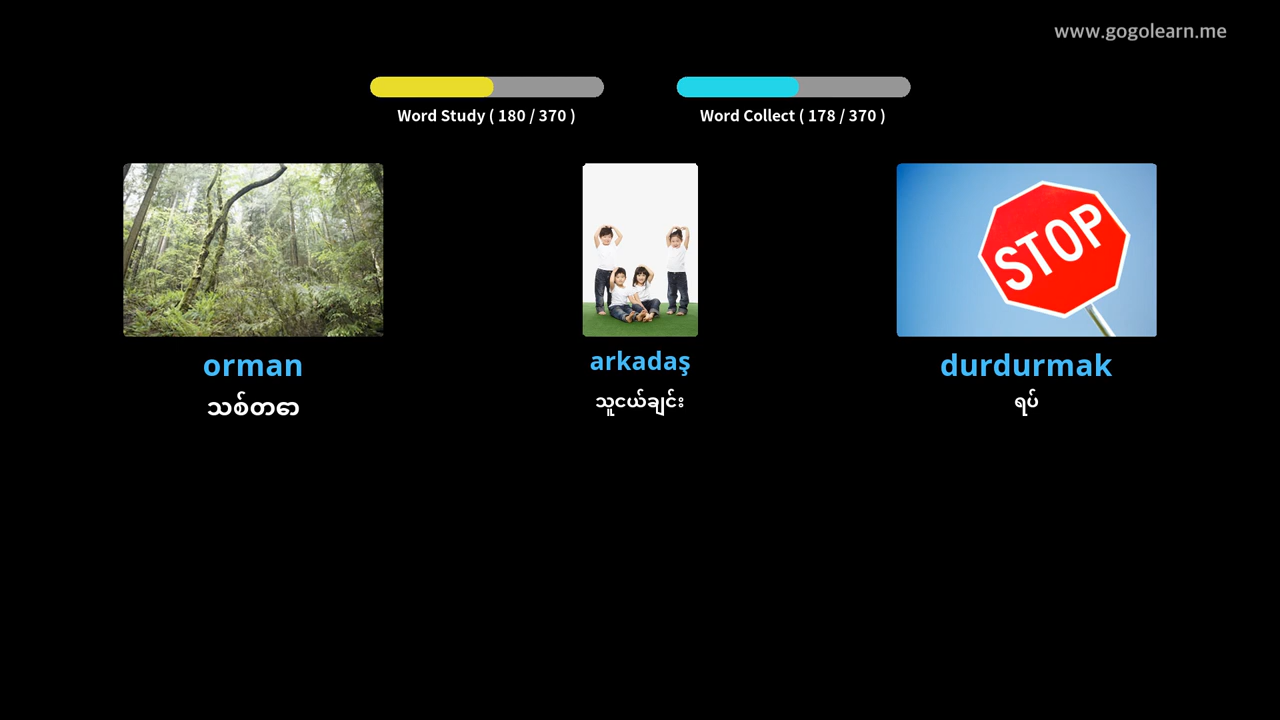 www.gogolearn.me
Word Study ( 180 / 370 )
Word Collect ( 178 / 370 )
STOP
orman
arkadaş
durdurmak
သစ်တဓာ
သူငယ်ချင်း
ရပ်